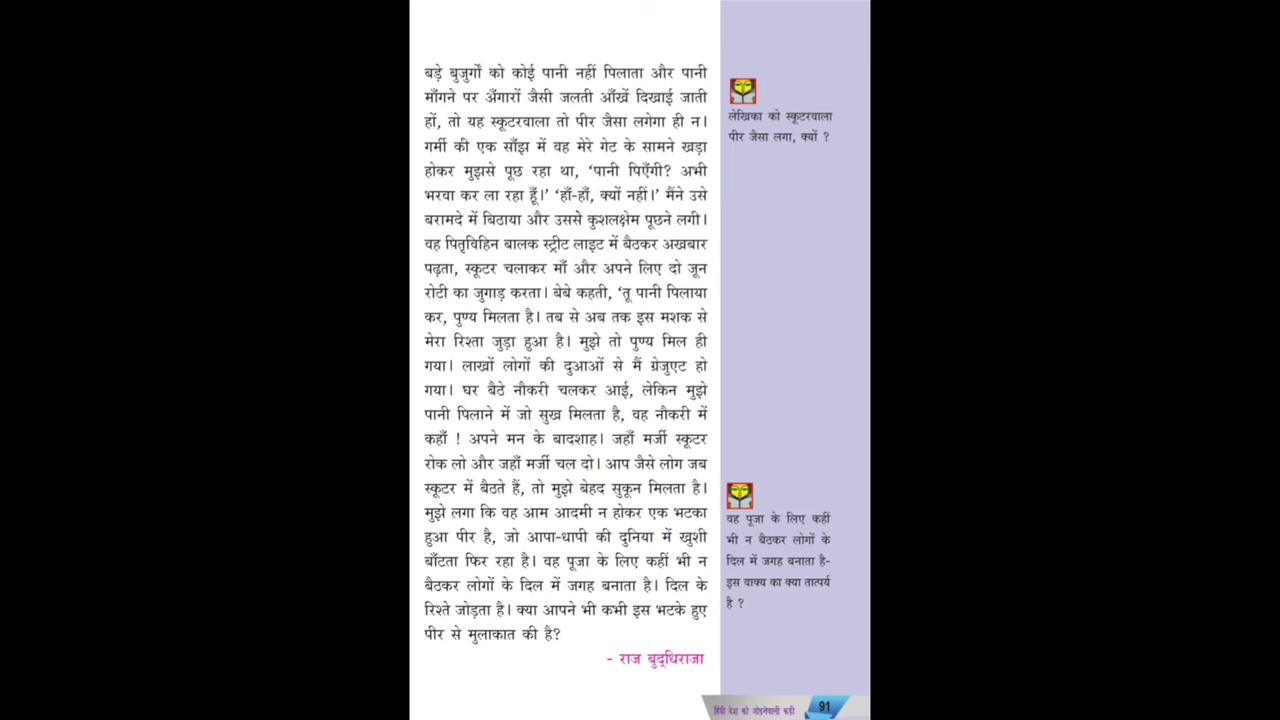 बड़े बुजुर्गों को कोई पानी नहीं पिलाता और पानी
माँगने पर अँगारों जैसी जलती आँखें दिखाई जाती
हों, तो यह स्कूटरवाला तो पीर जैसा लगेगा ही न।
गर्मी की एक साँझ में वह मेरे गेट के सामने खड़ा
होकर मुझसे पूछ रहा था, ‘पानी पिएँगी? अभी
भरवा कर ला रहा हूँ।’ ‘हाँ-हाँ, क्यों नहीं।’ मैंने उसे
बरामदे में बिठाया और उससे कुशलक्षेम पूछने लगी।
वह पितृविहिन बालक स्ट्रीट लाइट में बैठकर अखबार
पढ़ता, स्कूटर चलाकर माँ और अपने लिए दो जून
रोटी का जुगाड़ करता। बेबे कहती, ‘तू पानी पिलाया
कर, पुण्य मिलता है। तब से अब तक इस मशक से
मेरा रिश्ता जुड़ा हुआ है। मुझे तो पुण्य मिल ही
गया। लाखों लोगों की दुआओं से मैं ग्रेजुएट हो
गया। घर बैठे नौकरी चलकर आई, लेकिन मुझे
पानी पिलाने में जो सुख मिलता है, वह नौकरी में
कहाँ ! अपने मन के बादशाह। जहाँ मर्जी स्कूटर
रोक लो और जहाँ मर्जी चल दो। आप जैसे लोग जब
स्कूटर में बैठते हैं, तो मुझे बेहद सुकून मिलता है।
मुझे लगा कि वह आम आदमी न होकर एक भटका
हुआ पीर है, जो आपा-धापी की दुनिया में खुशी
बाँटता फिर रहा है। वह पूजा के लिए कहीं भी न
बैठकर लोगों के दिल में जगह बनाता है। दिल के
रिश्ते जोड़ता है। क्या आपने भी कभी इस भटके हुए
पीर से मुलाकात की है?
- राज बुद्‌धिराजा
लेखिका को स्कूटरवाला
पीर जैसा लगा, क्यों ?
वह पूजा के लिए कहीं
भी न बैठकर लोगों के
दिल में जगह बनाता है-
इस वाक्य का क्या तात्पर्य
है ?
हिंदी देश को जोड़नेवाली कड़ी 91